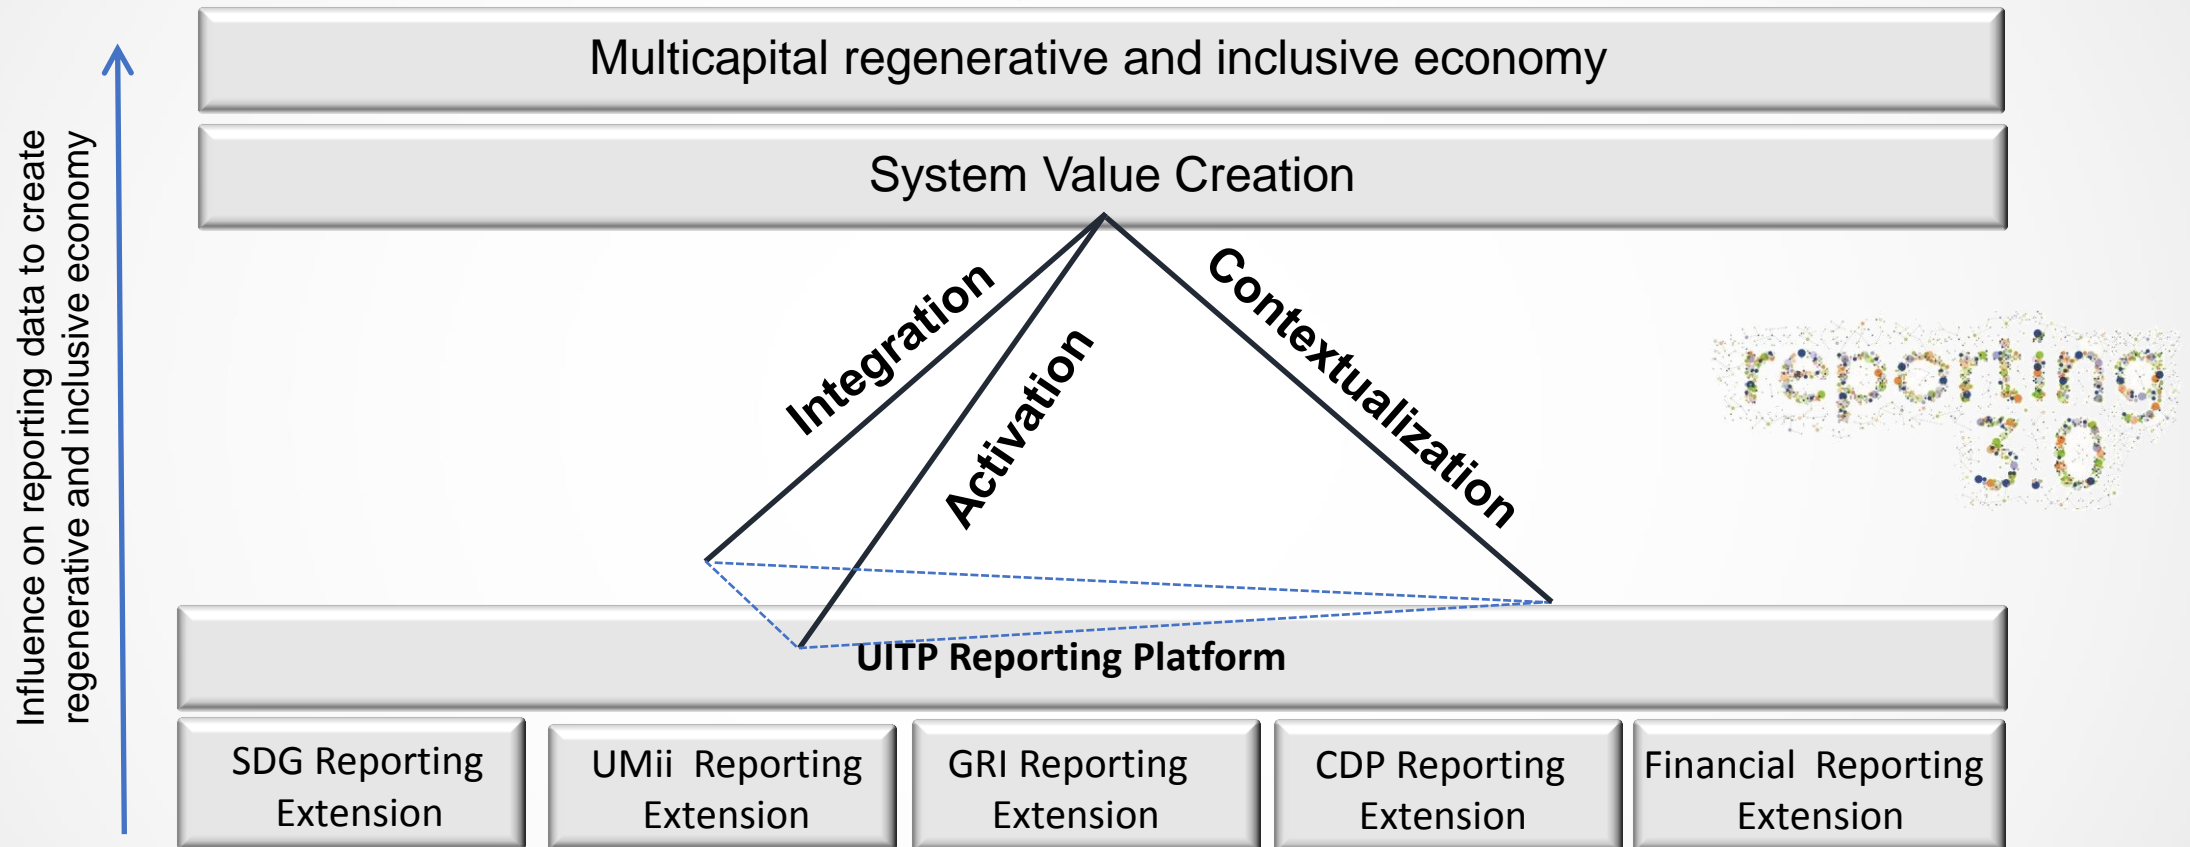 Multicapital regenerative and inclusive economy
System Value Creation
Influence on reporting data to create
regenerative and inclusive economy
Integration
Activation
Contextualization
reporting
3.0
UITP Reporting Platform
SDG Reporting
Extension
UMii  Reporting
Extension
GRI Reporting
Extension
CDP Reporting
Extension
Financial  Reporting
Extension